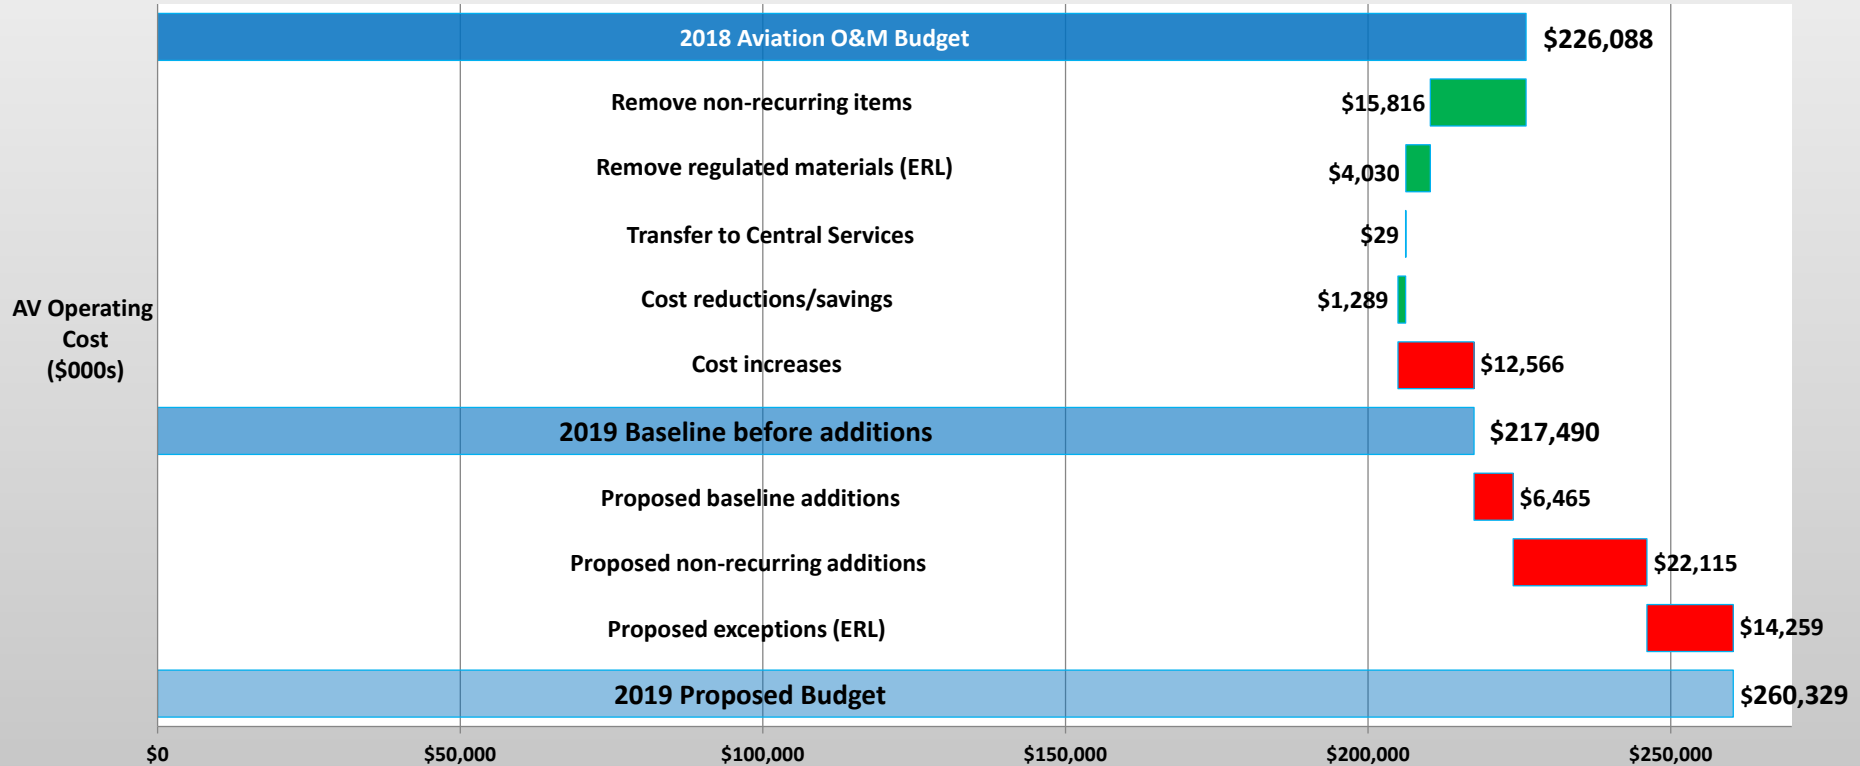 2018 Aviation O&M Budget $226,088
Remove non-recurring items $15,816
Remove regulated materials (ERL) $4,030
Transfer to Central Services $29
Cost reductions/savings $1,289
AV Operating
Cost
($000s)
Cost increases $12,566
2019 Baseline before additions $217,490
Proposed baseline additions $6,465
Proposed non-recurring additions $22,115
Proposed exceptions (ERL) $14,259
2019 Proposed Budget $260,329
$0 $50,000 $100,000 $150,000 $200,000 $250,000